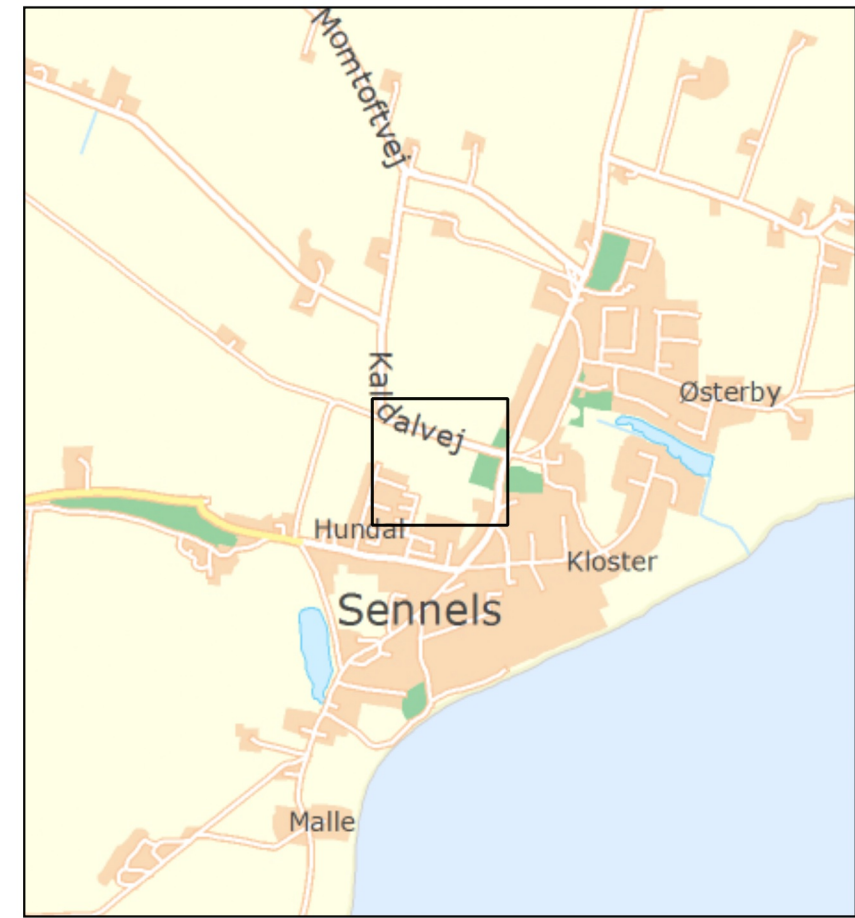 Momtoftvej
Kaldalvej
Østerby
Hundal
Kloster
Sennels
Malle